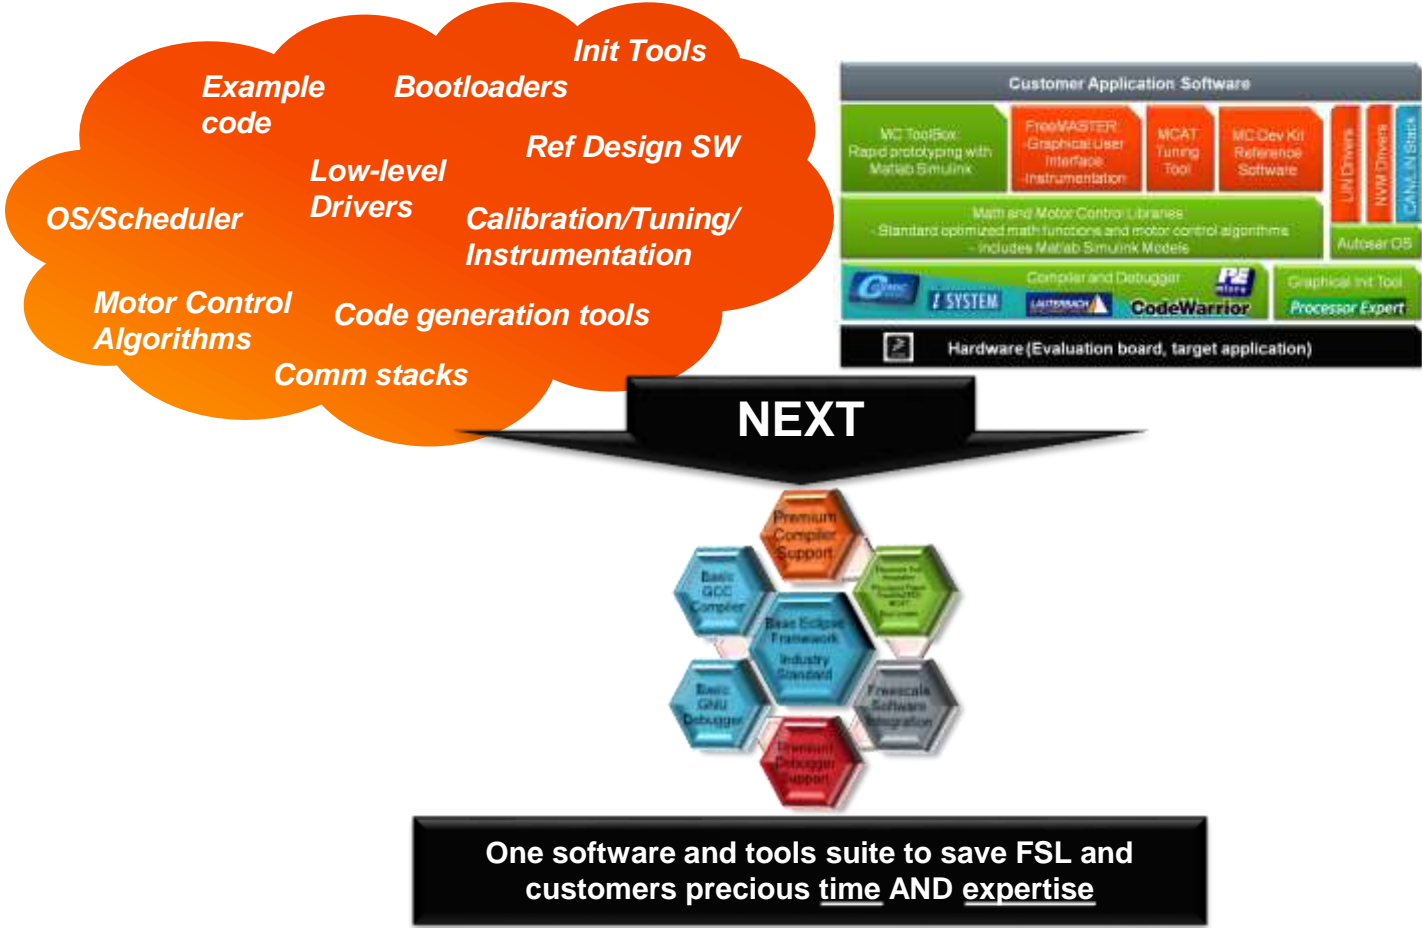 Init Tools
Example
code
Bootloaders
Ref Design SW
Low-level
Drivers
OS/Scheduler
Calibration/Tuning/
Instrumentation
Motor Control
Algorithms
Code generation tools
Comm stacks
Customer Application Software
MC ToolBox:
Rapid prototyping with
Matlab Simulink
FreeMASTER
-Graphical User
Interface
-Instrumentation
MCAT
Tuning
Tool
MC Dev Kit
Reference
Software
LIN Drivers
NVM Drivers
CAN/LIN Stack
Math and Motor Control Libraries
- Standard optimized math functions and motor control algorithms
- includes Matlab Simulink Models
Autosar OS
Compiler and Debugger
Cosmic
iSYSTEM
LAUTERBACH
CodeWarrior
PE
micro
Graphical Init Tool
Processor Expert
Hardware (Evaluation board, target application)
NEXT
Premium
Compiler
Support
Basic
GCC
Compiler
Base Eclipse
Framework
Industry
Standard
Basic
GNU
Debugger
Freescale
Software
Integration
Premium
Debugger
Support
One software and tools suite to save FSL and
customers precious time AND expertise